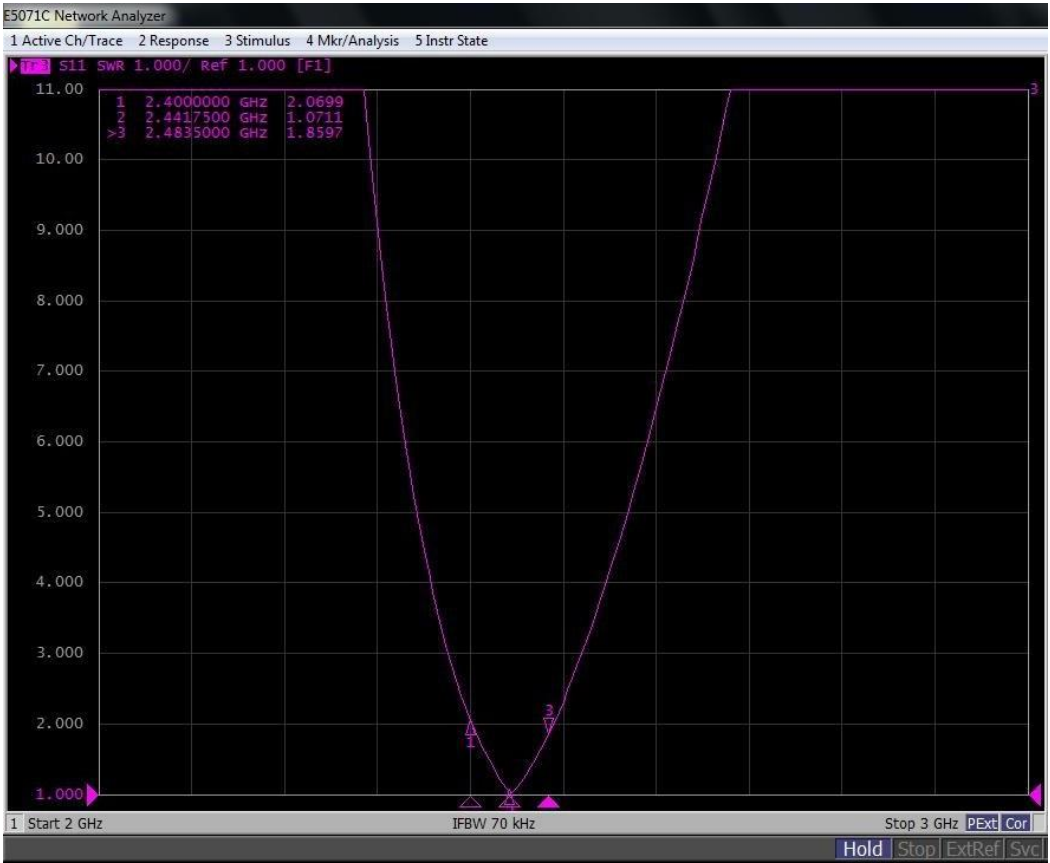 E5071C Network Analyzer
1 Active Ch/Trace 2 Response 3 Stimulus 4 Mkr/Analysis 5 Instr State
Tr3 S11 SWR 1.000/ Ref 1.000 [F1]
11.00
3
1 2.4000000 GHz 2.0699
2 2.4417500 GHz 1.0711
>3 2.4835000 GHz 1.8597
10.00
9.000
8.000
7.000
6.000
5.000
4.000
3.000
3
2.000
1
1.000
1 Start 2 GHz IFBW 70 kHz Stop 3 GHz PExt Cor
Hold Stop ExtRef Svc